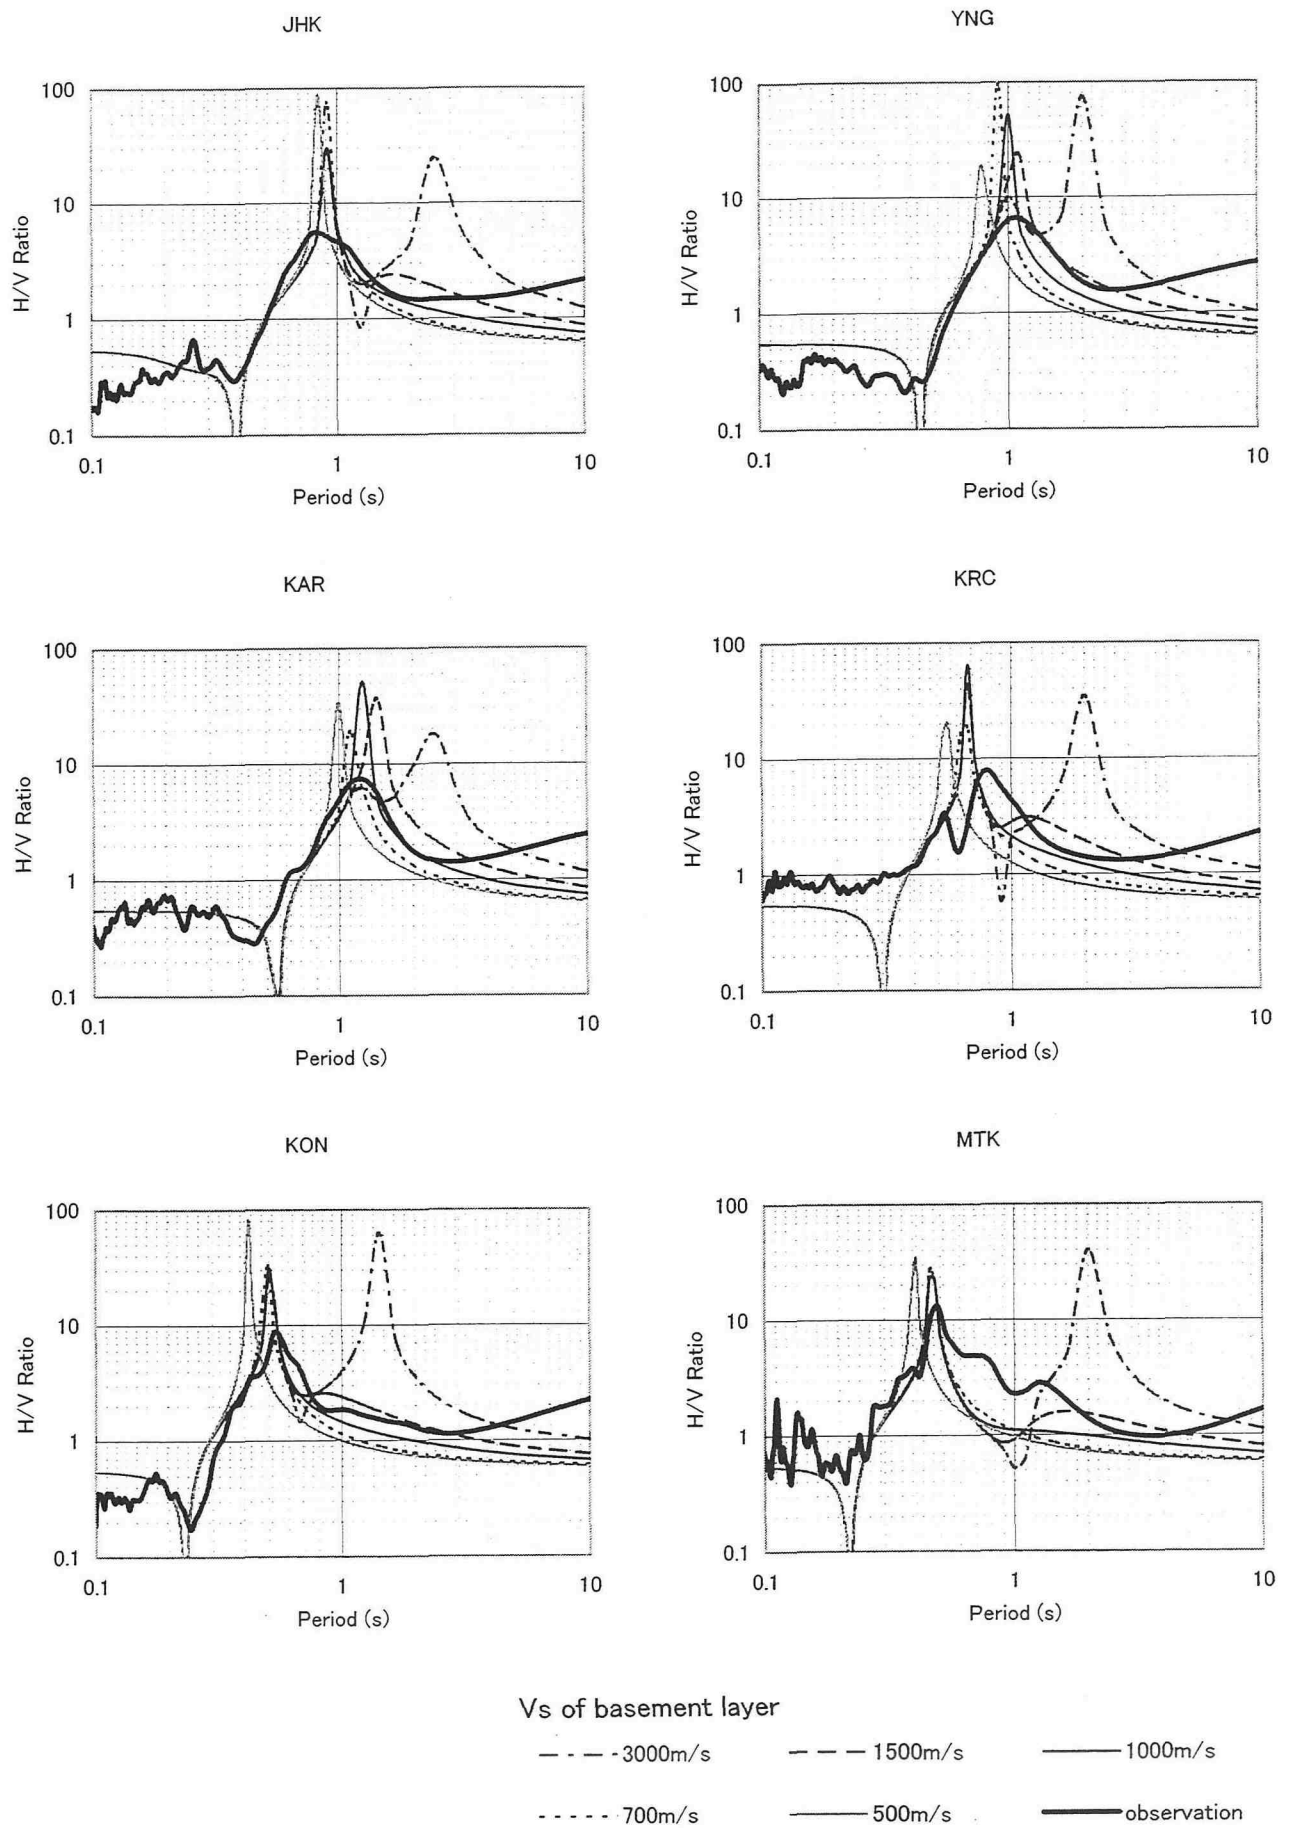 JHK
YNG
100
10
1
0.1
0.1
1
10
H/V Ratio
Period (s)
100
10
1
0.1
0.1
1
10
H/V Ratio
Period (s)
KAR
KRC
100
10
1
0.1
0.1
1
10
H/V Ratio
Period (s)
100
10
1
0.1
0.1
1
10
H/V Ratio
Period (s)
KON
MTK
100
10
1
0.1
0.1
1
10
H/V Ratio
Period (s)
100
10
1
0.1
0.1
1
10
H/V Ratio
Period (s)
Vs of basement layer
3000m/s 1500m/s 1000m/s
700m/s 500m/s observation